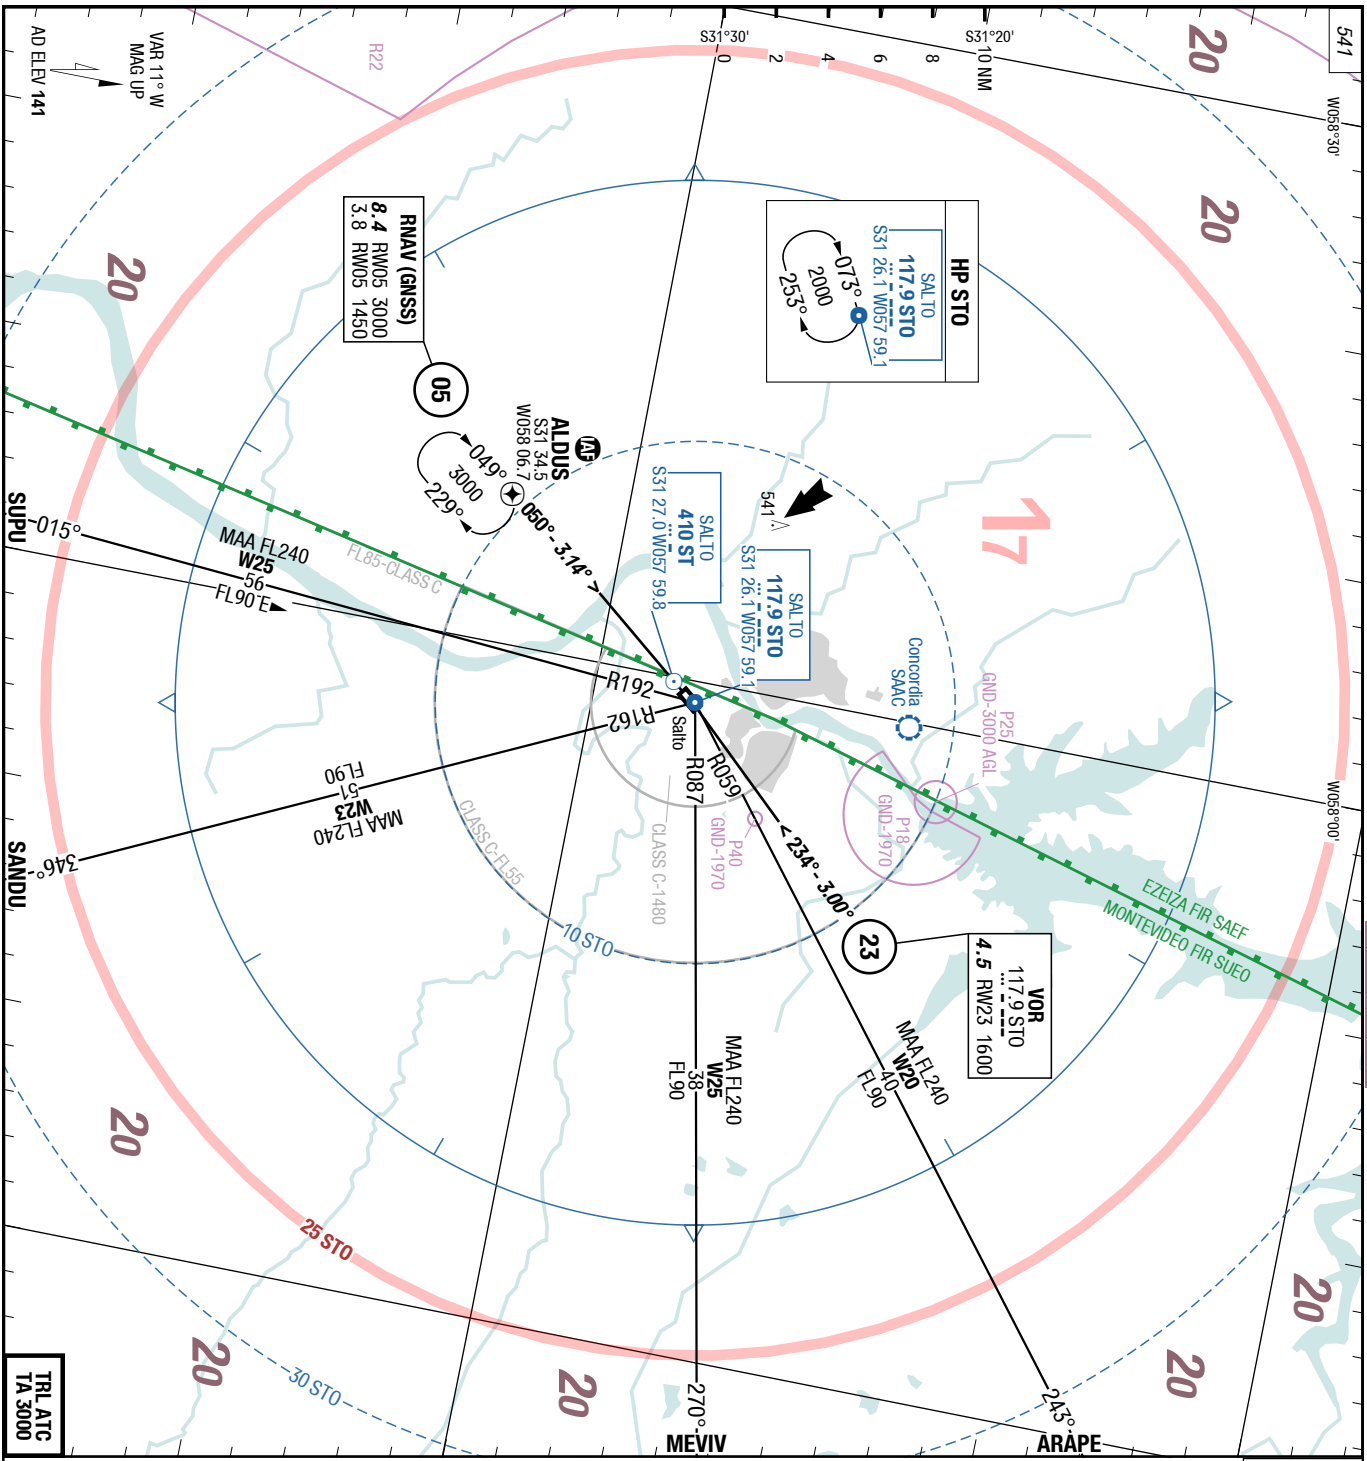 541
W058°30'
S31°30'
S31°20'
0
2
4
6
8
10 NM
20
20
R22
VAR 11° W
MAG UP
AD ELEV 141
HP STO
SALTO
117.9 STO
S31 26.1 W057 59.1
073°
2000
253°
20
RNAV (GNSS)
8.4 RW05 3000
3.8 RW05 1450
05
IAF
ALDUS
S31 34.5
W058 06.7
049°
3000
229°
050° - 3.14° >
SALTO
410 ST
S31 27.0 W057 59.8
541
SALTO
117.9 STO
S31 26.1 W057 59.1
17
Concordia
SAAC
P25
GND-3000 AGL
P18
GND-1970
P40
GND-1970
W058°00'
SUPU
015°
MAA FL240
W25
56
FL90 E
FL85-CLASS C
R192
R162
Salto
R087
R059
CLASS C-1480
CLASS C-FL55
10 STO
< 234° - 3.00°
23
VOR
117.9 STO
4.5 RW23 1600
EZEIZA FIR SAEF
MONTEVIDEO FIR SUEO
SANDU
346°
FL90
51
W23
MAA FL240
MAA FL240
W25
38
FL90
MAA FL240
W20
40
FL90
20
25 STO
20
30 STO
20
20
20
270°
MEVIV
243°
ARAPE
TRL ATC
TA 3000